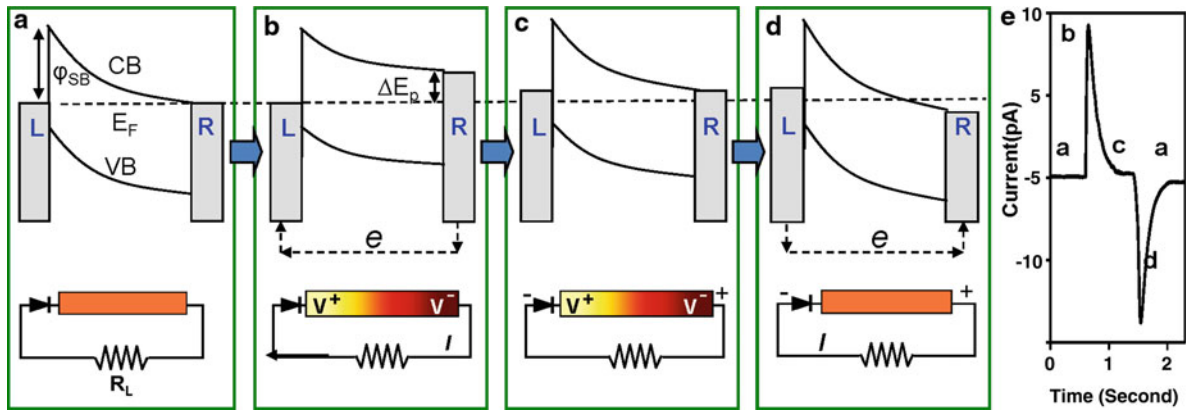 a
φSB
CB
L
EF
R
VB
RL
b
ΔEp
L
R
e
V+ V-
I
c
L
R
- V+ V- +
d
L
R
e
- +
I
e
Current(pA)
10
5
-5
-10
b
a
c
a
d
0 1 2
Time (Second)